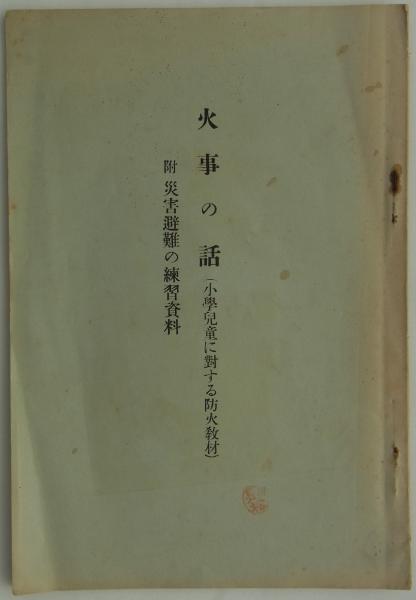 火事の話(小學兒童に對する防火敎材)
附 災害避難の練習資料